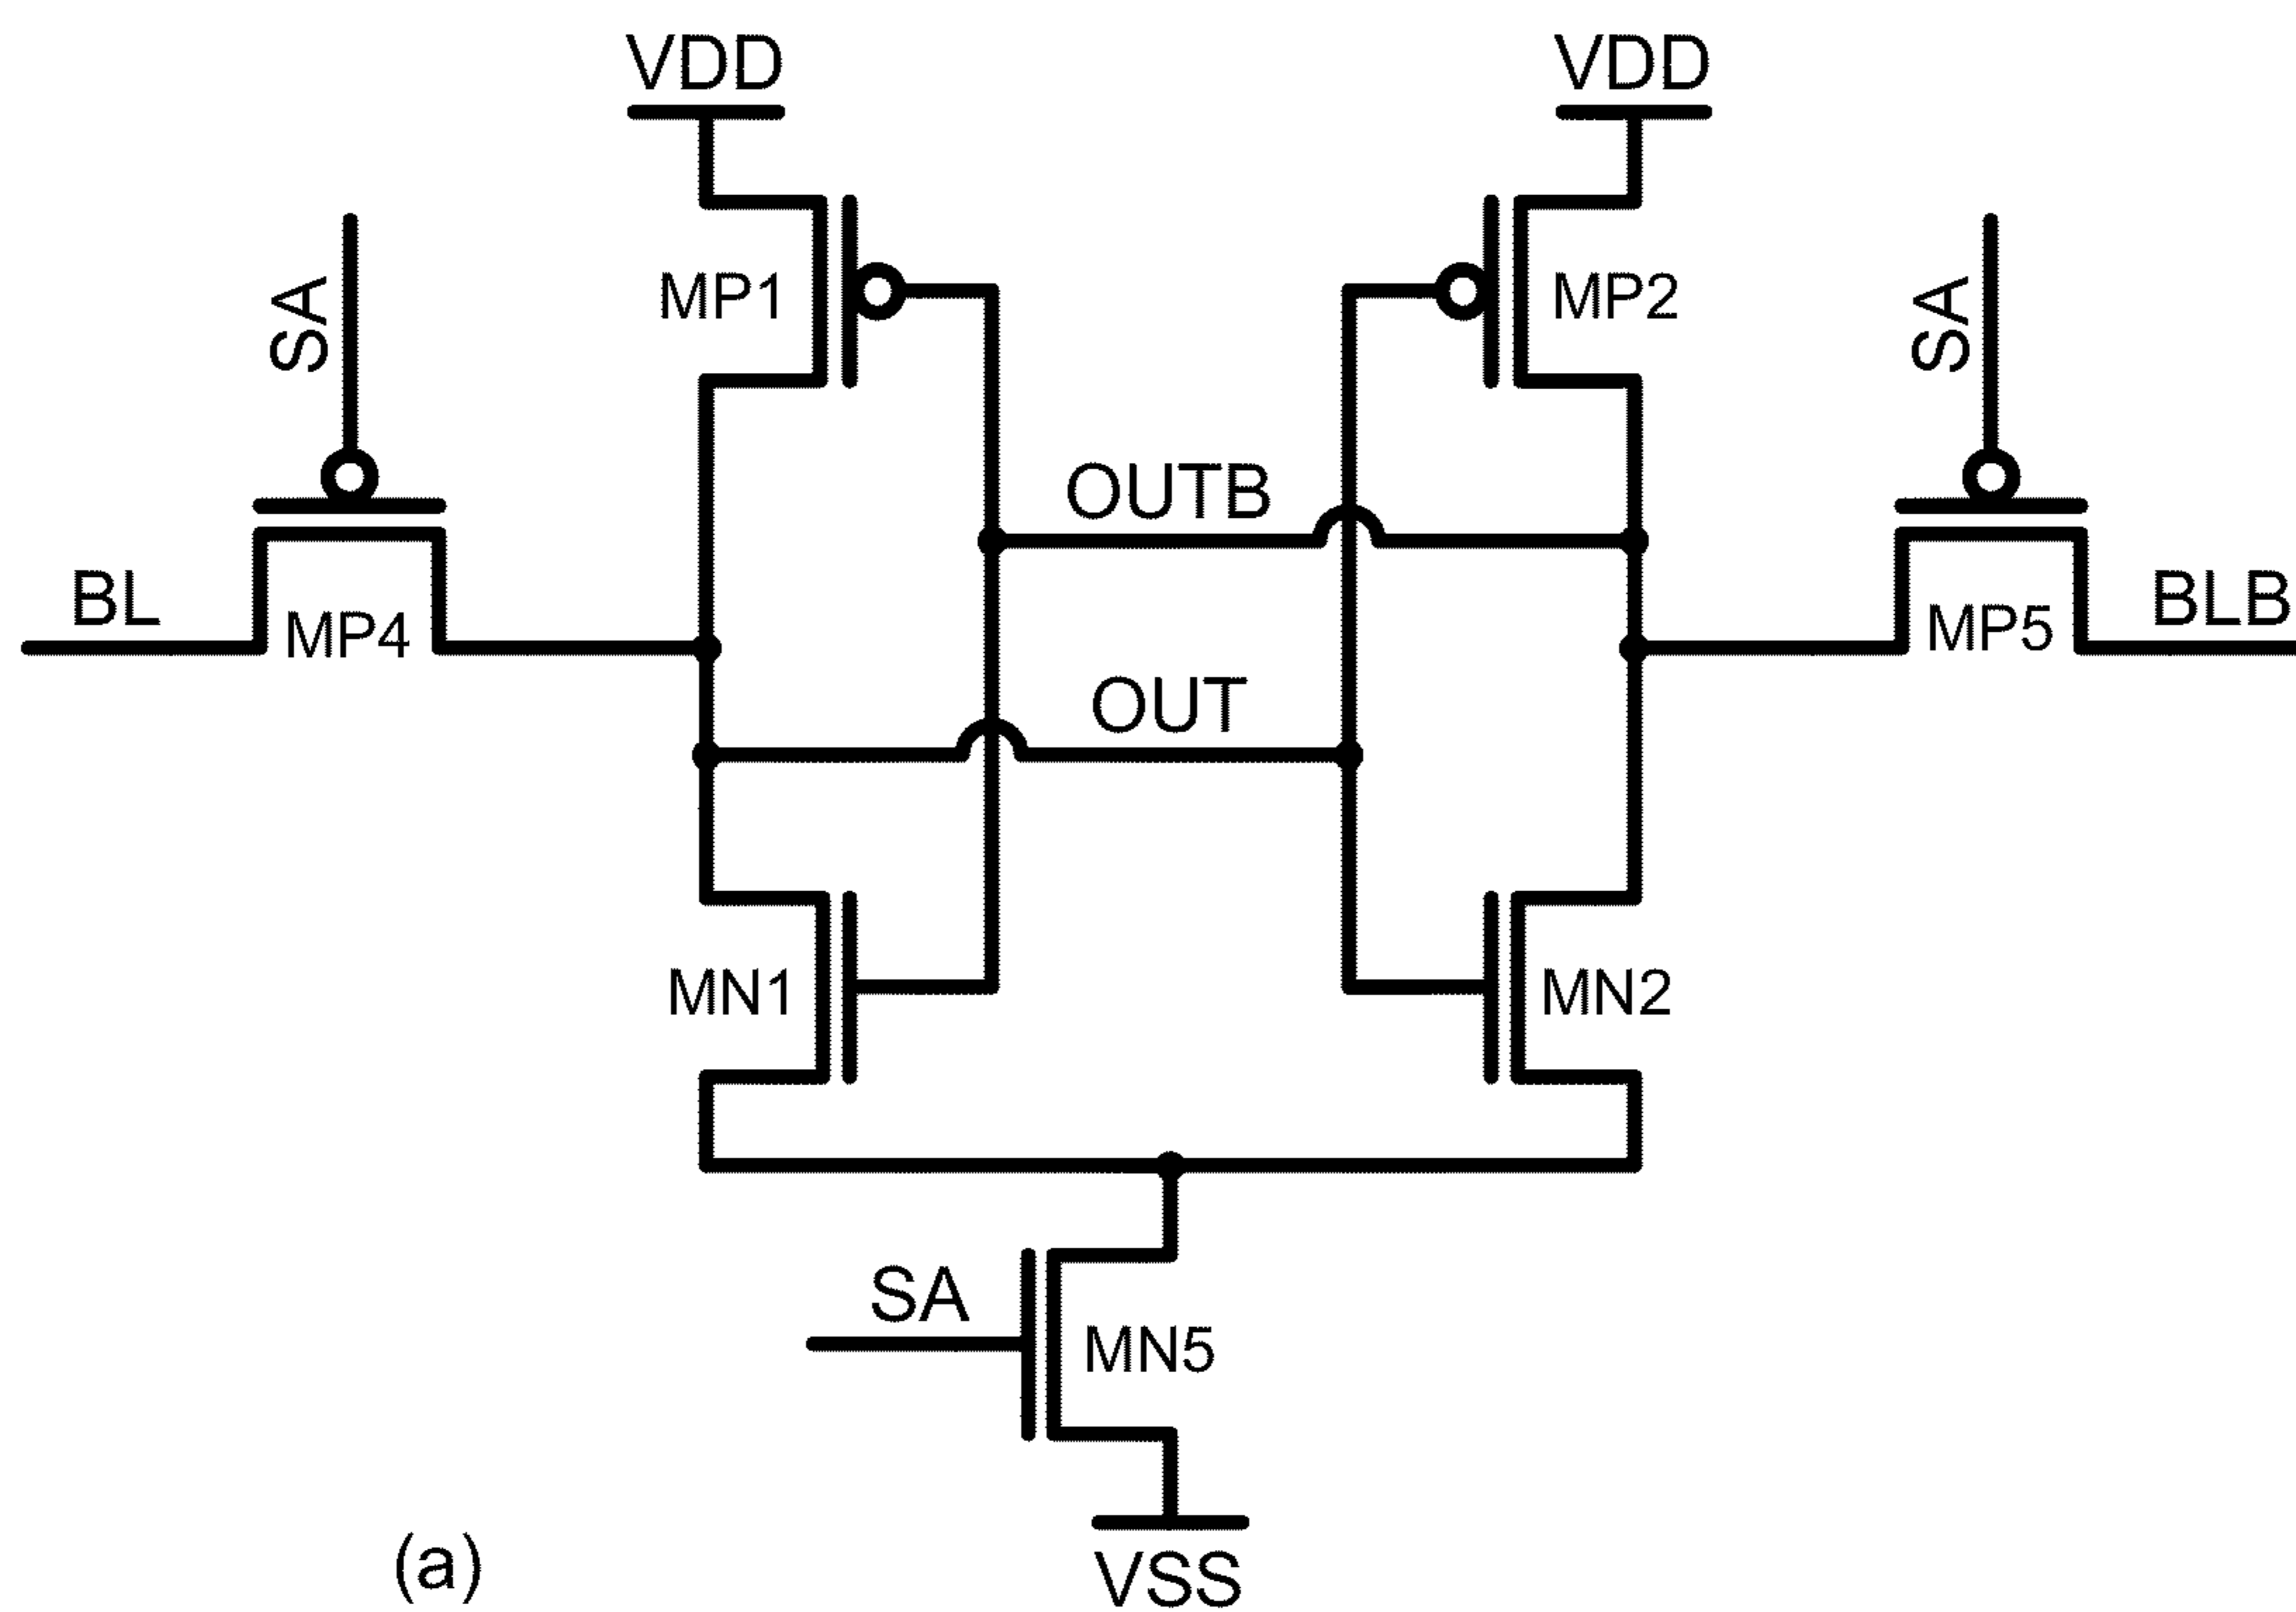 VDD
VDD
SA
MP1
MP2
SA
OUTB
BL
MP4
MP5
BLB
OUT
MN1
MN2
SA
MN5
(a)
VSS